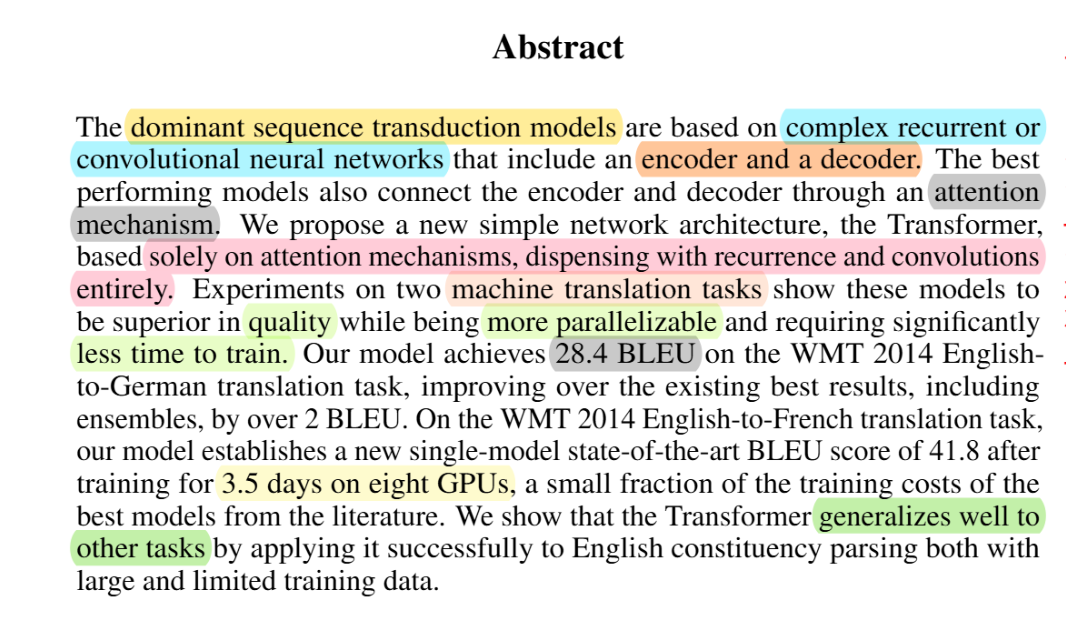 Abstract
The dominant sequence transduction models are based on complex recurrent or
convolutional neural networks that include an encoder and a decoder. The best
performing models also connect the encoder and decoder through an attention
mechanism. We propose a new simple network architecture, the Transformer,
based solely on attention mechanisms, dispensing with recurrence and convolutions
entirely. Experiments on two machine translation tasks show these models to
be superior in quality while being more parallelizable and requiring significantly
less time to train. Our model achieves 28.4 BLEU on the WMT 2014 English-
to-German translation task, improving over the existing best results, including
ensembles, by over 2 BLEU. On the WMT 2014 English-to-French translation task,
our model establishes a new single-model state-of-the-art BLEU score of 41.8 after
training for 3.5 days on eight GPUs, a small fraction of the training costs of the
best models from the literature. We show that the Transformer generalizes well to
other tasks by applying it successfully to English constituency parsing both with
large and limited training data.